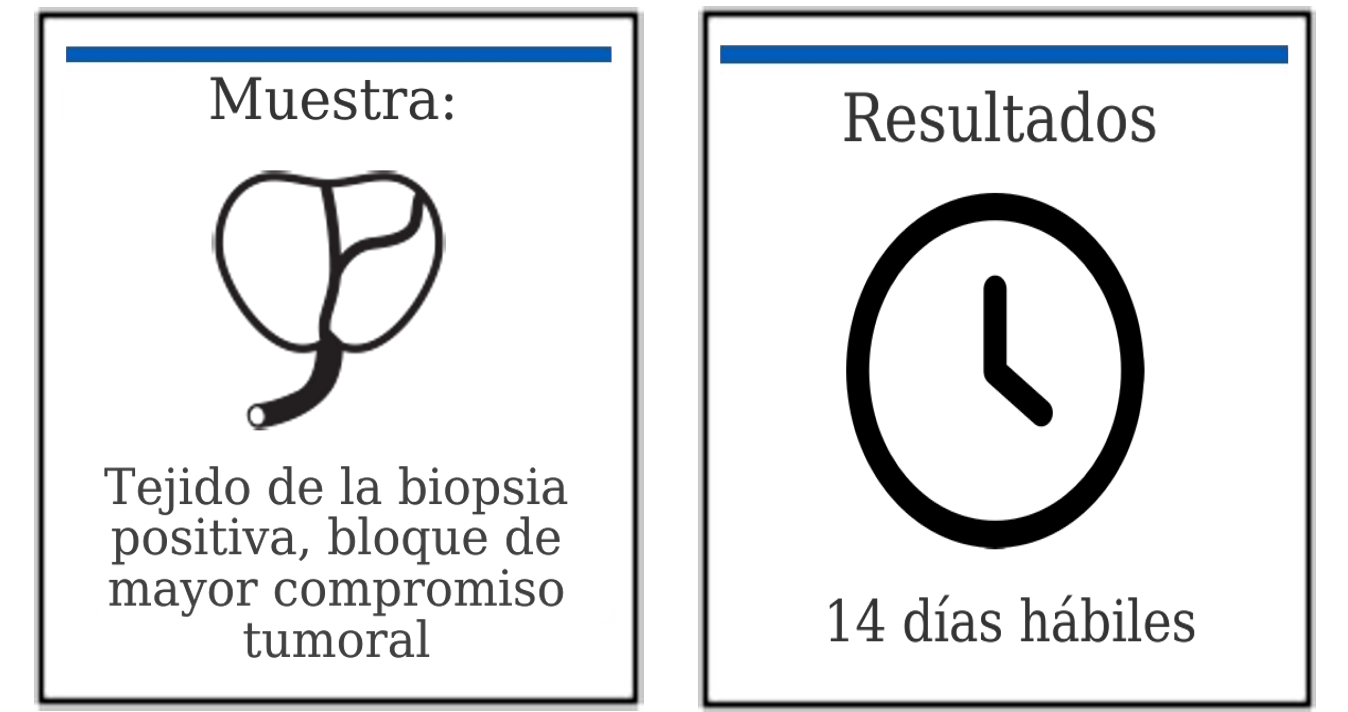 Muestra:
Tejido de la biopsia
positiva, bloque de
mayor compromiso
tumoral
Resultados
14 días hábiles